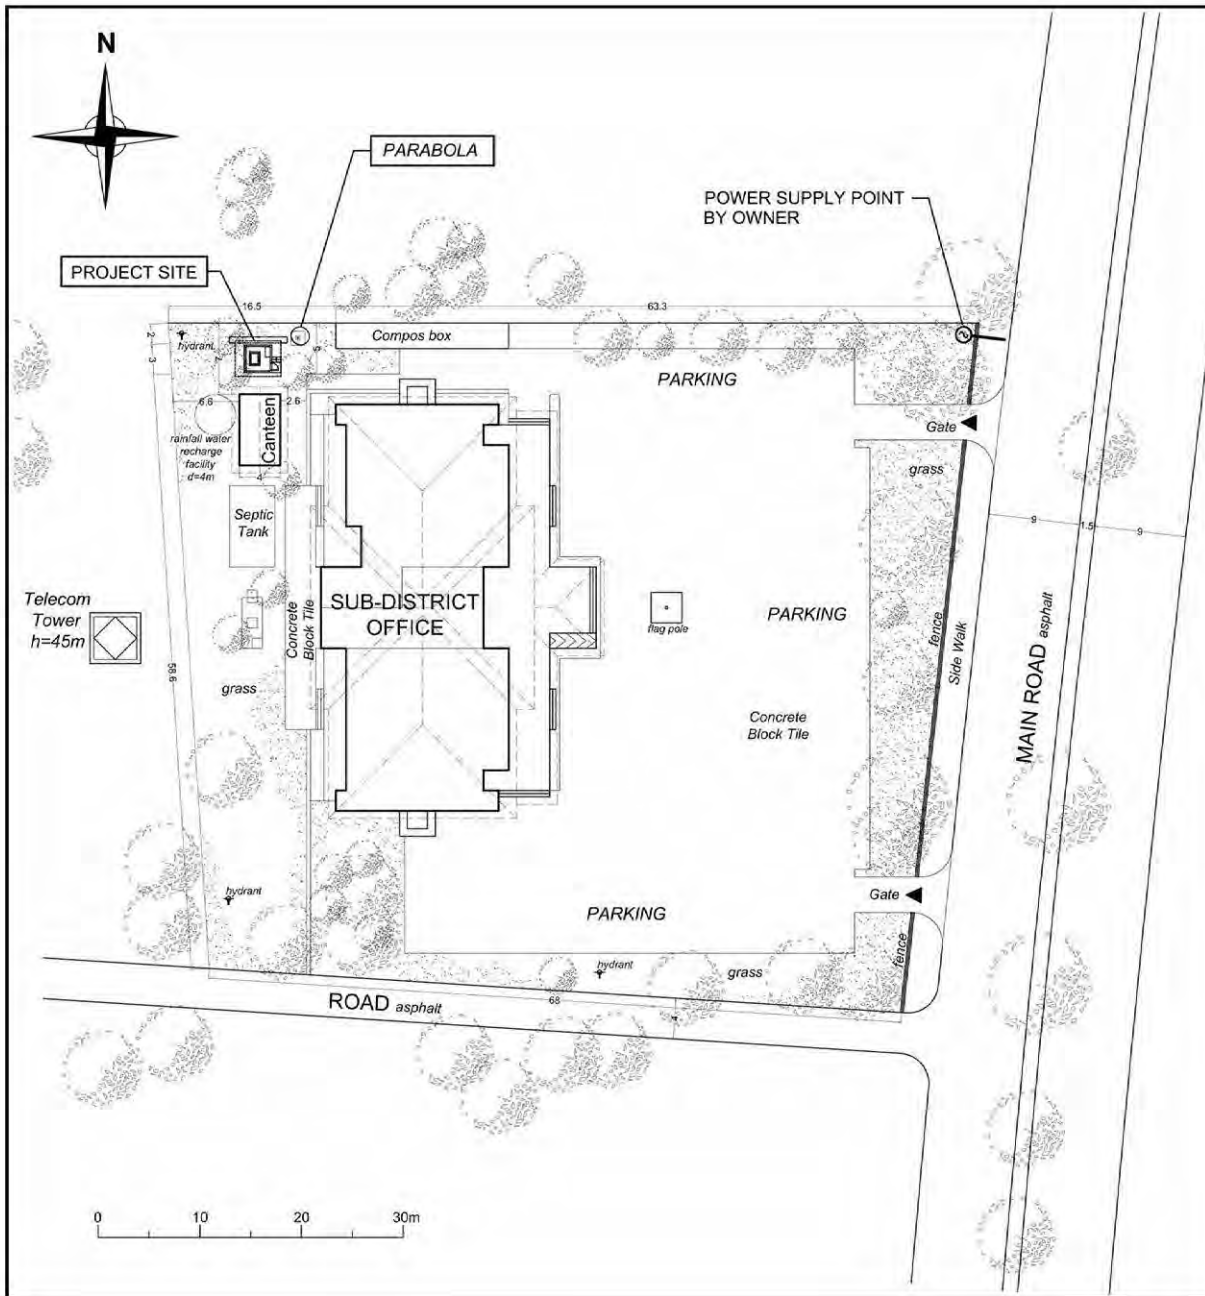 N
PARABOLA
POWER SUPPLY POINT
BY OWNER
PROJECT SITE
16.5
63.3
2
3
hydrant
Compos box
PARKING
6.6
2.6
Canteen
rainfall water
recharge
facility
d=4m
4
Gate
grass
Septic
Tank
9
1.5
9
Telecom
Tower
h=45m
SUB-DISTRICT
OFFICE
Concrete
Block Tile
flag pole
PARKING
fence
Side Walk
MAIN ROAD asphalt
58.6
grass
Concrete
Block Tile
hydrant
PARKING
Gate
fence
hydrant
grass
ROAD asphalt
68
4
0
10
20
30m